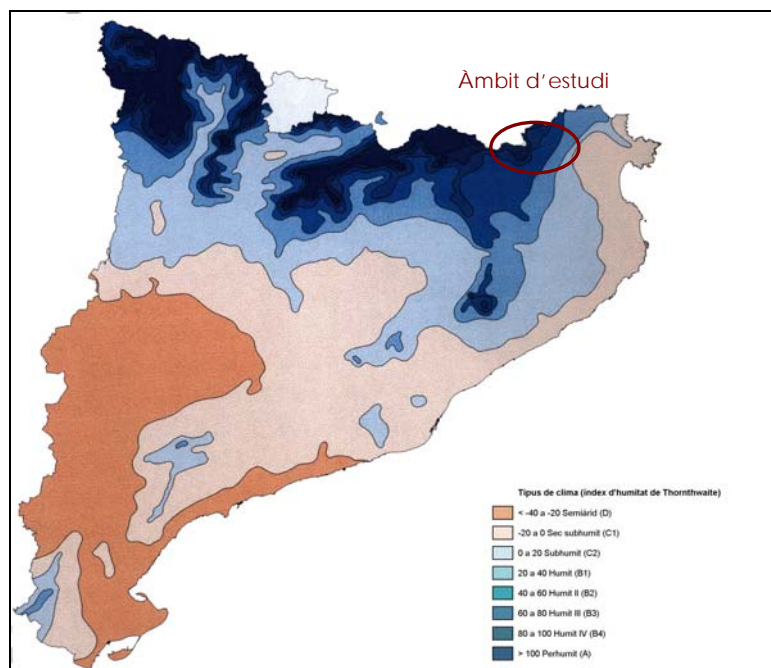 Àmbit d'estudi
Tipus de clima (índex d'humitat de Thornthwaite)
< -40 a -20 Semiàrid (D)
-20 a 0 Sec subhumit (C1)
0 a 20 Subhumit (C2)
20 a 40 Humit (B1)
40 a 60 Humit II (B2)
60 a 80 Humit III (B3)
80 a 100 Humit IV (B4)
> 100 Perhumit (A)